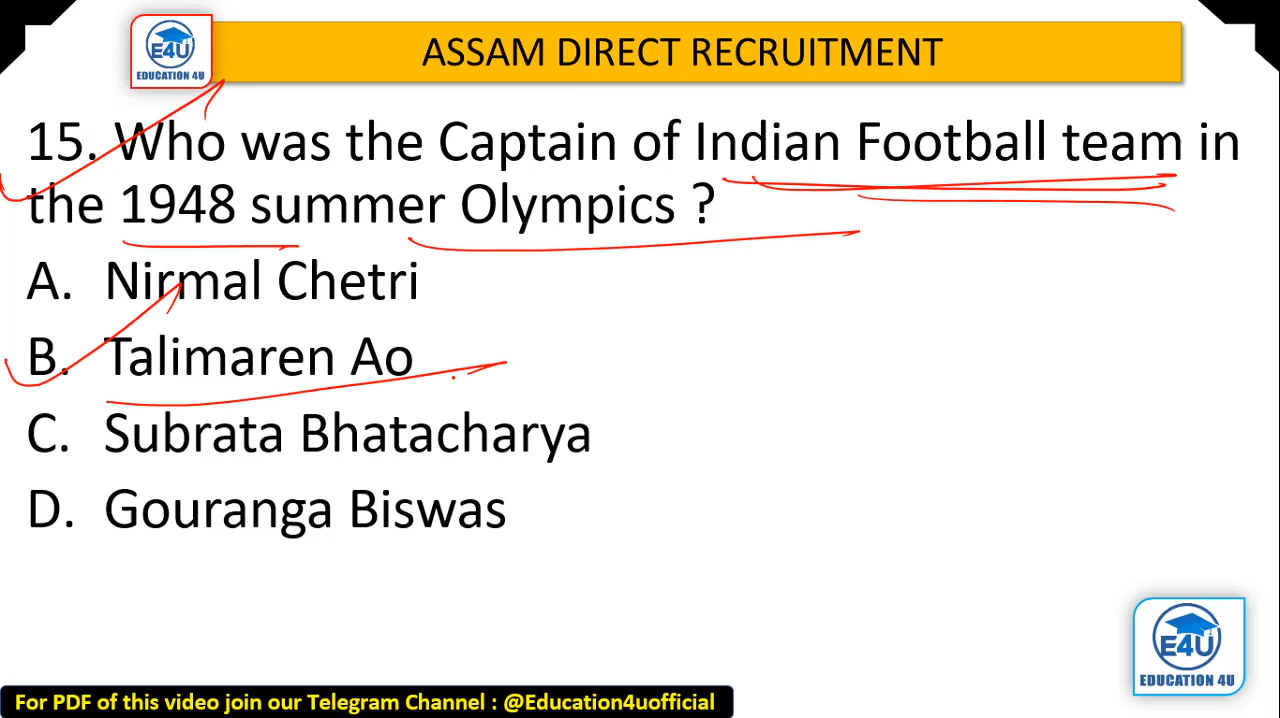 E4U
EDUCATION 4U
ASSAM DIRECT RECRUITMENT
15. Who was the Captain of Indian Football team in
the 1948 summer Olympics ?
A. Nirmal Chetri
B. Talimaren Ao
C. Subrata Bhatacharya
D. Gouranga Biswas
E4U
EDUCATION 4U
For PDF of this video join our Telegram Channel : @Education4uofficial